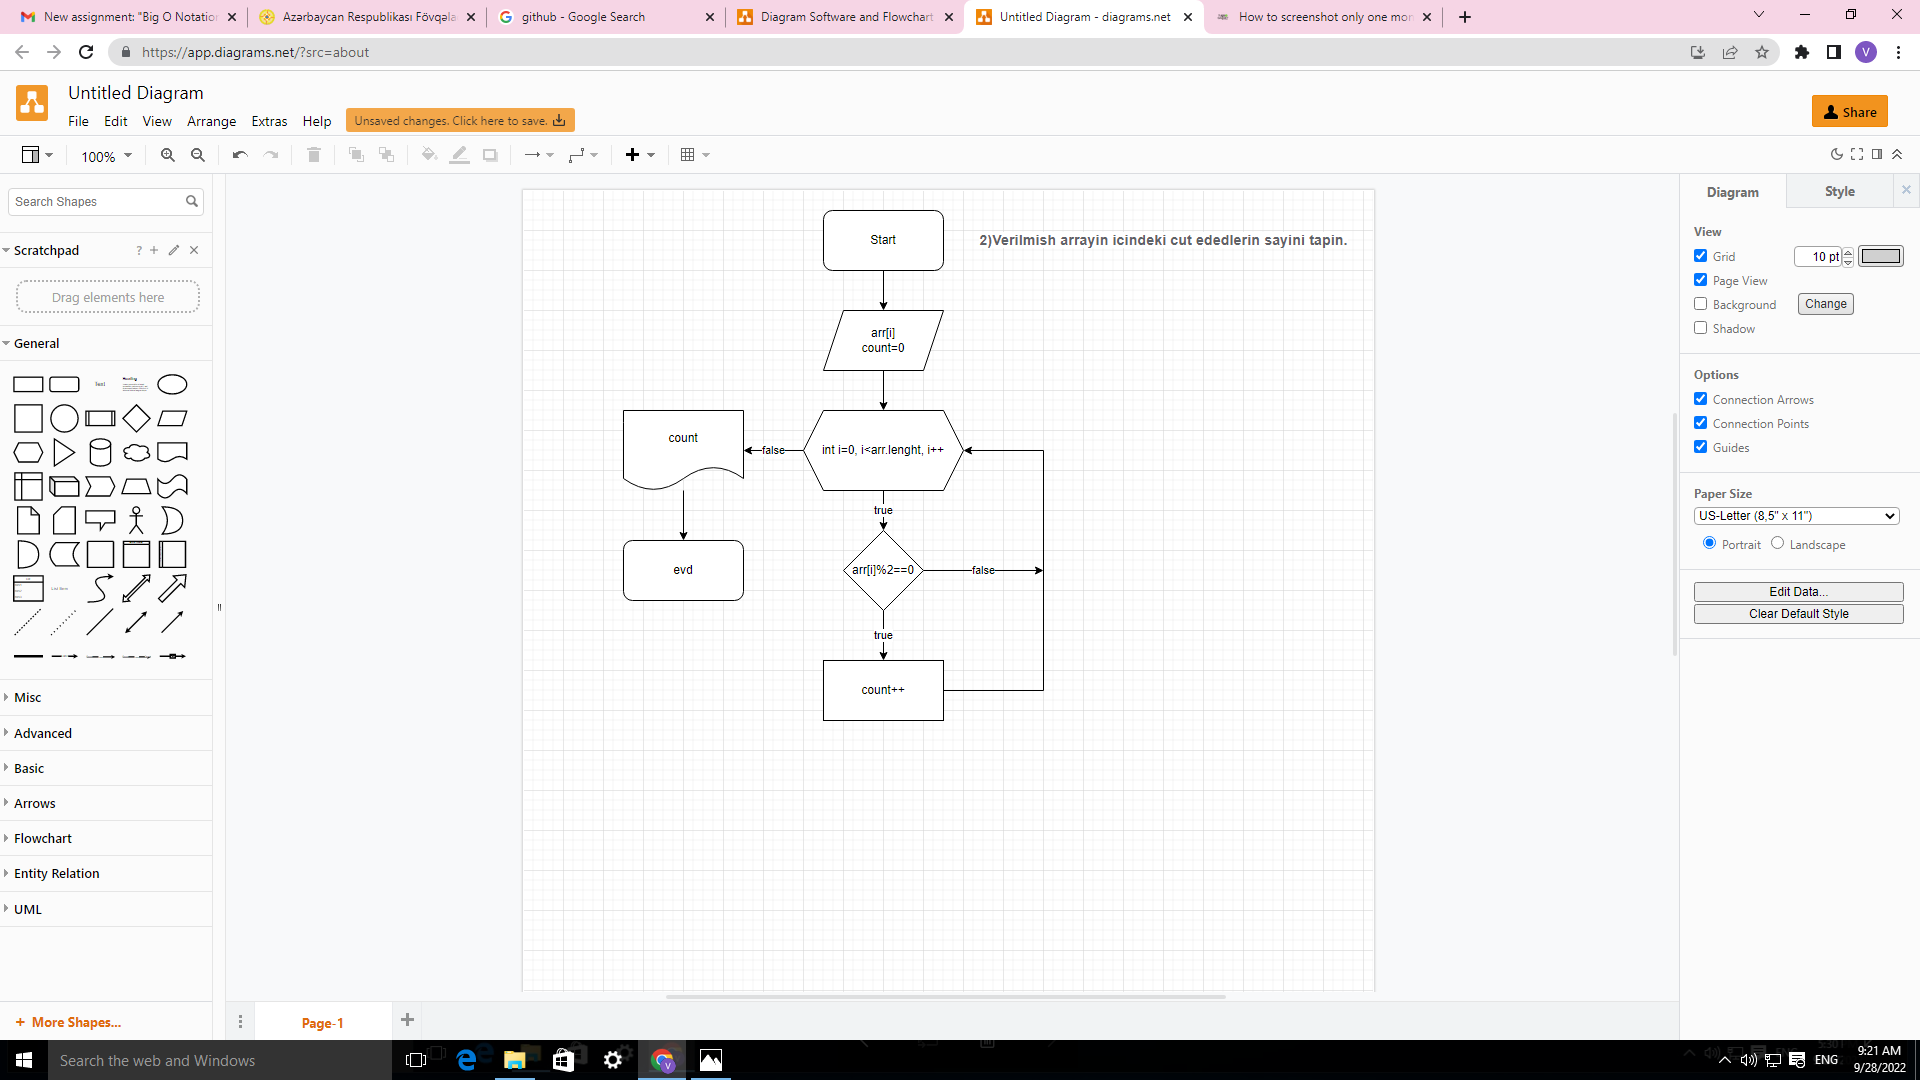 New assignment: "Big O Notation
Azərbaycan Respublikası Fövqəla
github - Google Search
Diagram Software and Flowchart
Untitled Diagram - diagrams.net
How to screenshot only one mon
https://app.diagrams.net/?src=about
V
Untitled Diagram
File Edit View Arrange Extras Help
Unsaved changes. Click here to save.
Share
100%
Search Shapes
Scratchpad
?
Drag elements here
General
Text
Heading
Misc
Advanced
Basic
Arrows
Flowchart
Entity Relation
UML
+ More Shapes...
Start
2)Verilmish arrayin icindeki cut ededlerin sayini tapin.
arr[i]
count=0
count
false
int i=0, i<arr.lenght, i++
true
evd
arr[i]%2==0
false
true
count++
Page-1
Diagram
Style
View
Grid
10 pt
Page View
Background
Change
Shadow
Options
Connection Arrows
Connection Points
Guides
Paper Size
US-Letter (8,5" x 11")
Portrait
Landscape
Edit Data...
Clear Default Style
Search the web and Windows
ENG
9:21 AM
9/28/2022